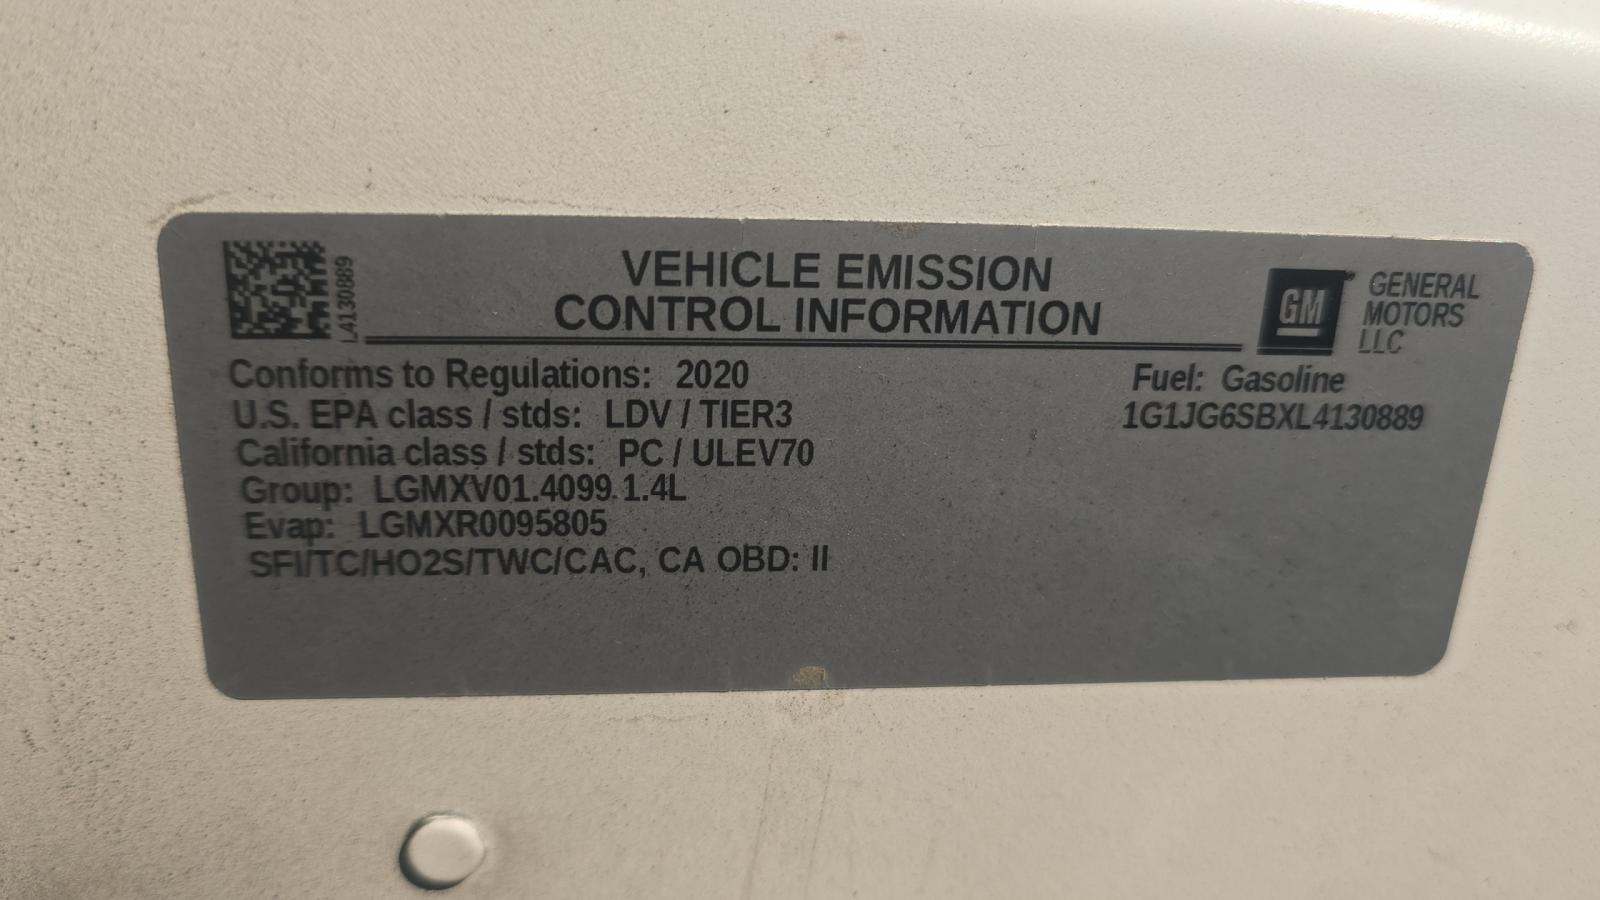 L4130889
VEHICLE EMISSION
CONTROL INFORMATION
GM
GENERAL
MOTORS
LLC
Conforms to Regulations: 2020
U.S. EPA class / stds: LDV / TIER3
California class / stds: PC / ULEV70
Group: LGMXV01.4099 1.4L
Evap: LGMXR0095805
SFI/TC/HO2S/TWC/CAC, CA OBD: II
Fuel: Gasoline
1G1JG6SBXL4130889